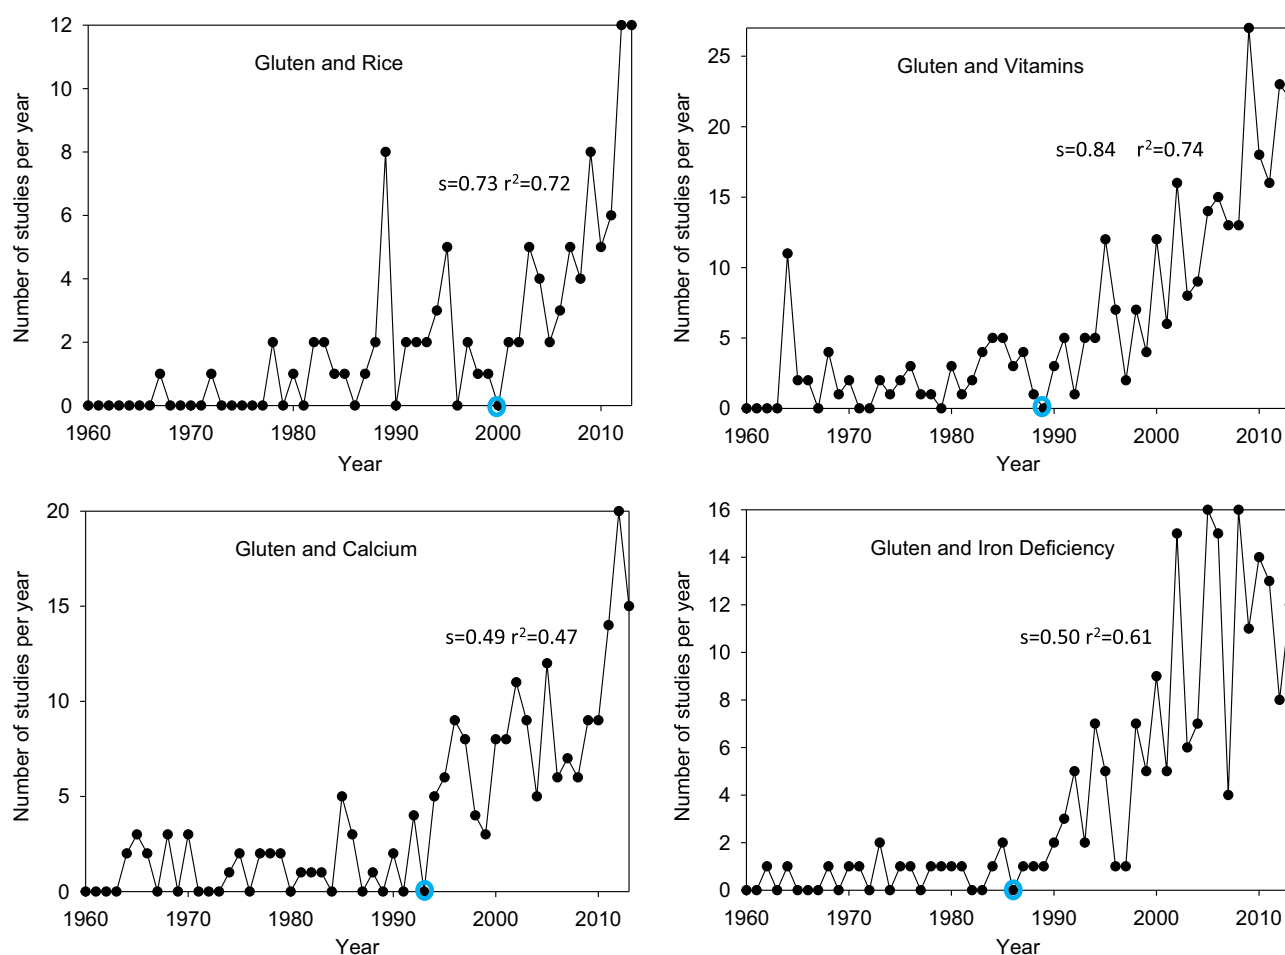 12
10
8
6
4
2
0
Number of studies per year
Gluten and Rice
s=0.73 r²=0.72
1960 1970 1980 1990 2000 2010
Year
25
20
15
10
5
0
Number of studies per year
Gluten and Vitamins
s=0.84 r²=0.74
1960 1970 1980 1990 2000 2010
Year
20
15
10
5
0
Number of studies per year
Gluten and Calcium
s=0.49 r²=0.47
1960 1970 1980 1990 2000 2010
Year
16
14
12
10
8
6
4
2
0
Number of studies per year
Gluten and Iron Deficiency
s=0.50 r²=0.61
1960 1970 1980 1990 2000 2010
Year